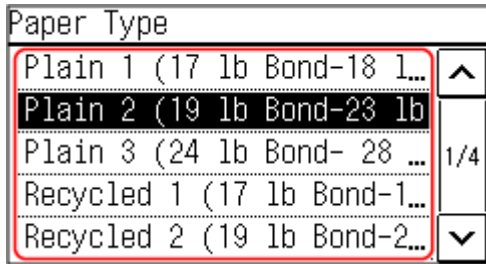 Paper Type
Plain 1 (17 lb Bond-18 l…
Plain 2 (19 lb Bond-23 lb
Plain 3 (24 lb Bond- 28 …
1/4
Recycled 1 (17 lb Bond-1…
Recycled 2 (19 lb Bond-2…